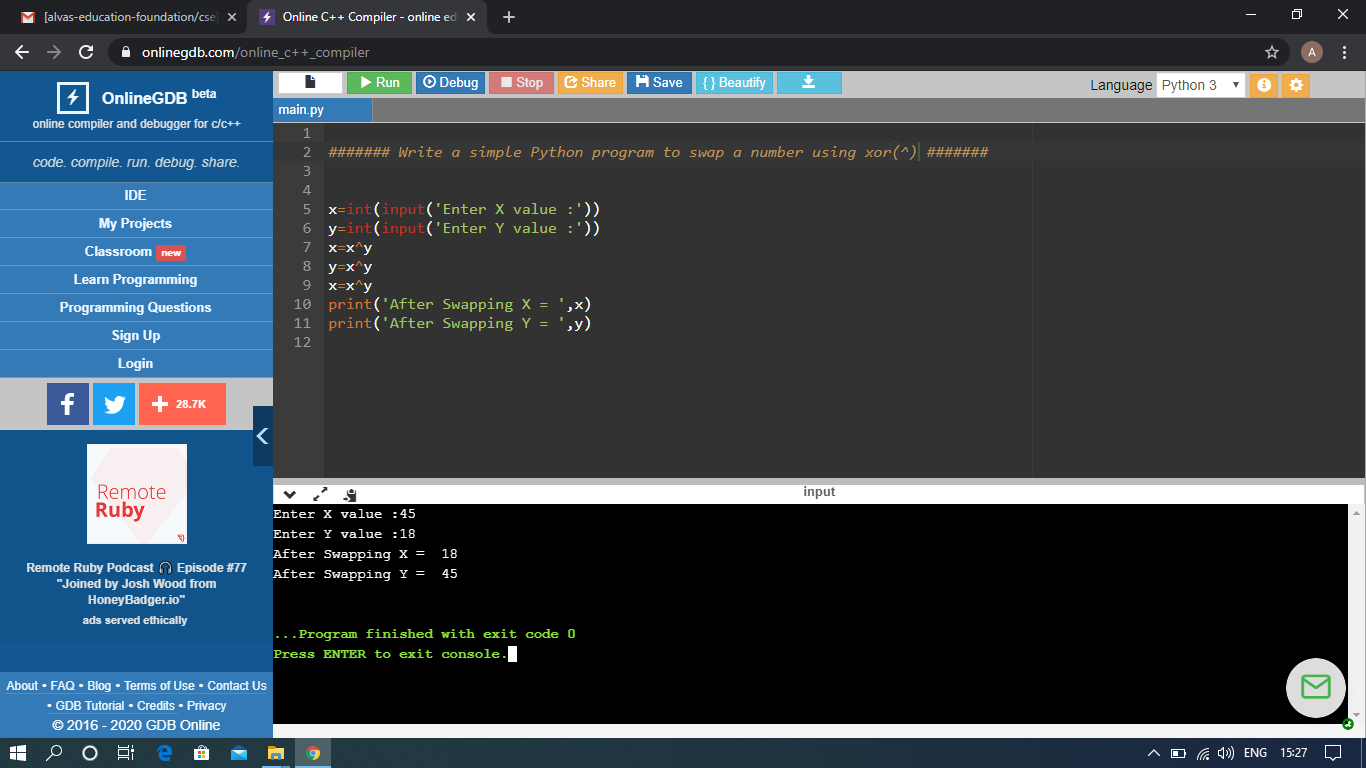 [alvas-education-foundation/cse]
Online C++ Compiler - online ed
onlinegdb.com/online_c++_compiler
A
OnlineGDB beta
online compiler and debugger for c/c++
code. compile. run. debug. share.
IDE
My Projects
Classroom new
Learn Programming
Programming Questions
Sign Up
Login
28.7K
Remote
Ruby
Remote Ruby Podcast 🎧 Episode #77
"Joined by Josh Wood from
HoneyBadger.io"
ads served ethically
About • FAQ • Blog • Terms of Use • Contact Us
• GDB Tutorial • Credits • Privacy
© 2016 - 2020 GDB Online
Run Debug Stop Share Save { } Beautify
Language Python 3
main.py
1
2 ####### Write a simple Python program to swap a number using xor(^) #######
3
4
5 x=int(input('Enter X value :'))
6 y=int(input('Enter Y value :'))
7 x=x^y
8 y=x^y
9 x=x^y
10 print('After Swapping X = ',x)
11 print('After Swapping Y = ',y)
12
input
Enter X value :45
Enter Y value :18
After Swapping X =  18
After Swapping Y =  45
...Program finished with exit code 0
Press ENTER to exit console.
ENG 15:27